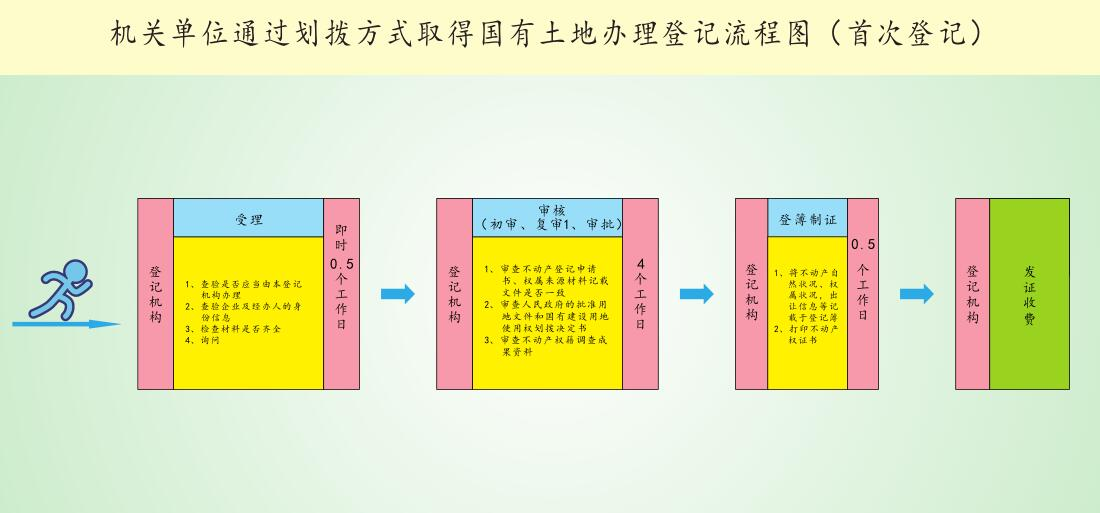 机关单位通过划拨方式取得国有土地办理登记流程图（首次登记）
登记机构
受理
1、查验是否应当由本登记
机构办理
2、查验企业及经办人的身
份信息
3、检查材料是否齐全
4、询问
即时
0.5
个工作日
登记机构
审核
（初审、复审1、审批）
1、审查不动产登记申请
书、权属来源材料记载
文件是否一致
2、审查人民政府的批准用
地文件和国有建设用地
使用权划拨决定书
3、审查不动产权籍调查成
果资料
4
个工作日
登记机构
登薄制证
1、将不动产自
然状况、权
属状况，出
让信息等记
载于登记薄
2、打印不动产
权证书
0.5
个工作日
登记机构
发证收费